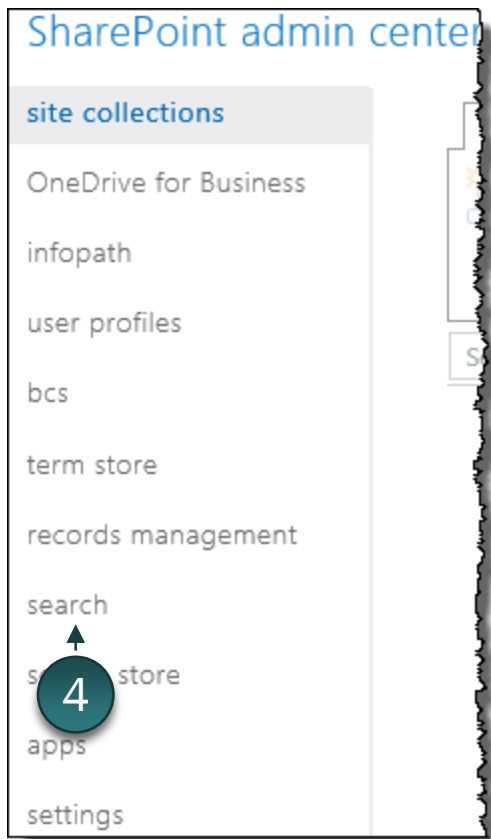 SharePoint admin center
site collections
OneDrive for Business
infopath
user profiles
bcs
term store
records management
search
store
4
apps
settings